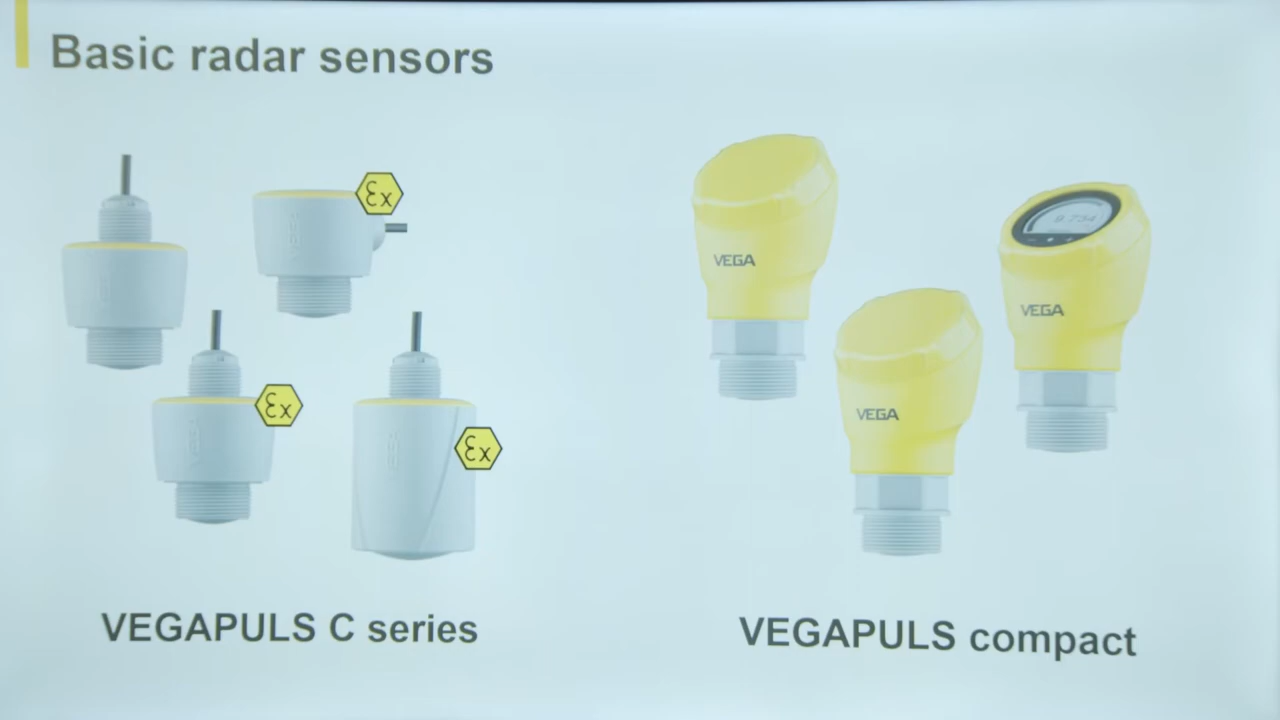 Basic radar sensors
Ex
Ex
Ex
VEGA
VEGA
VEGA
9.754
VEGAPULS C series
VEGAPULS compact